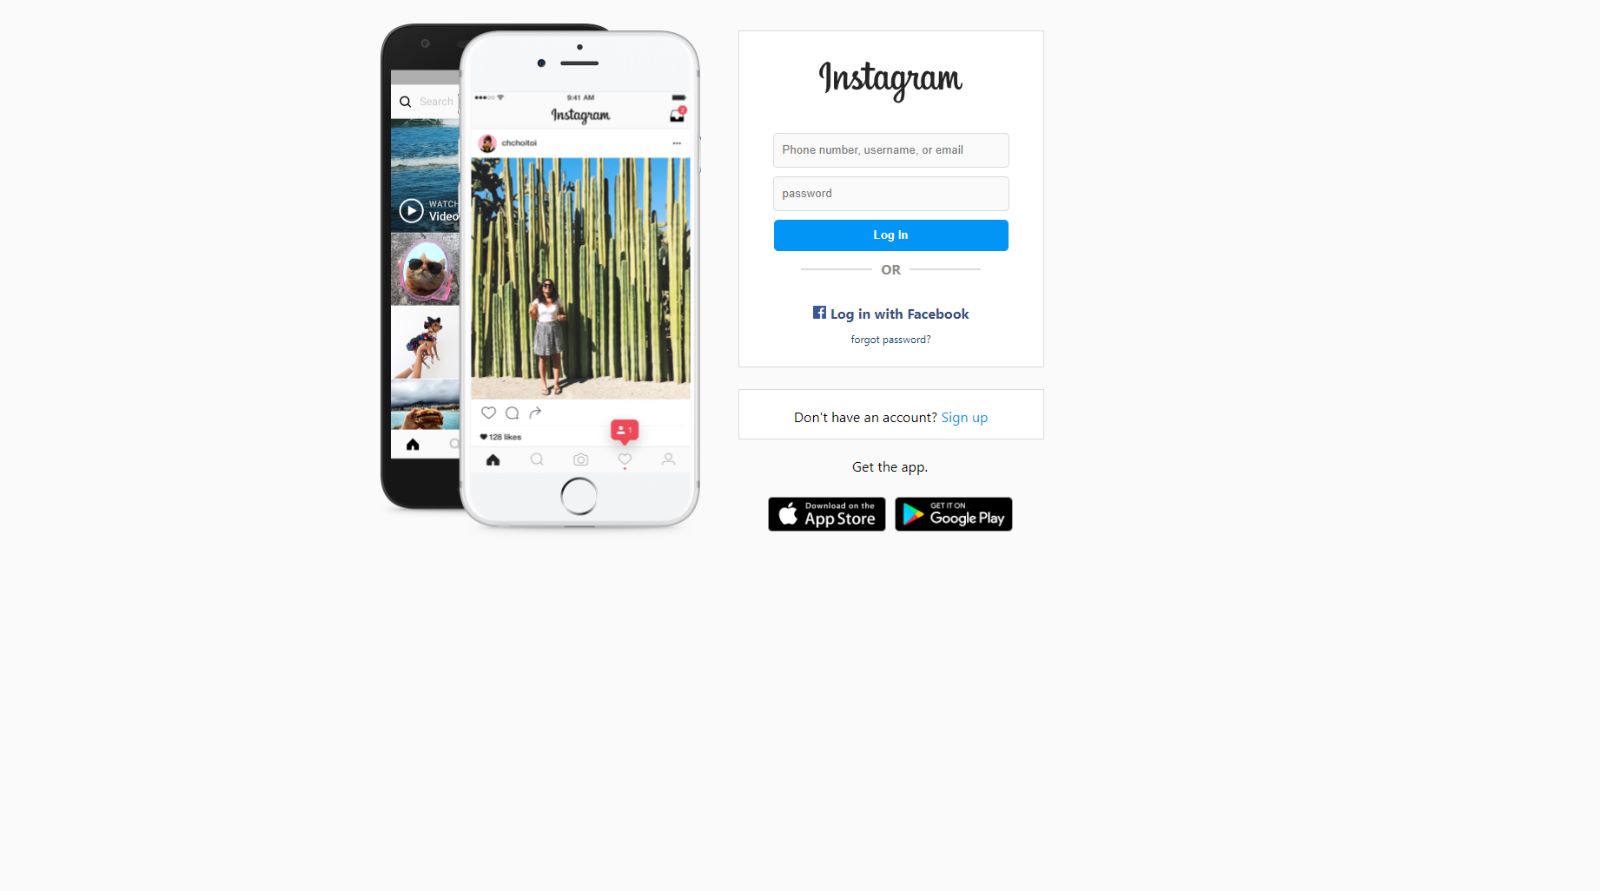 Search
WATCH
Video
9:41 AM
Instagram
2
chchoitoi
128 likes
1
Instagram
Phone number, username, or email
password
Log In
OR
Log in with Facebook
forgot password?
Don't have an account? Sign up
Get the app.
Download on the
App Store
GET IT ON
Google Play